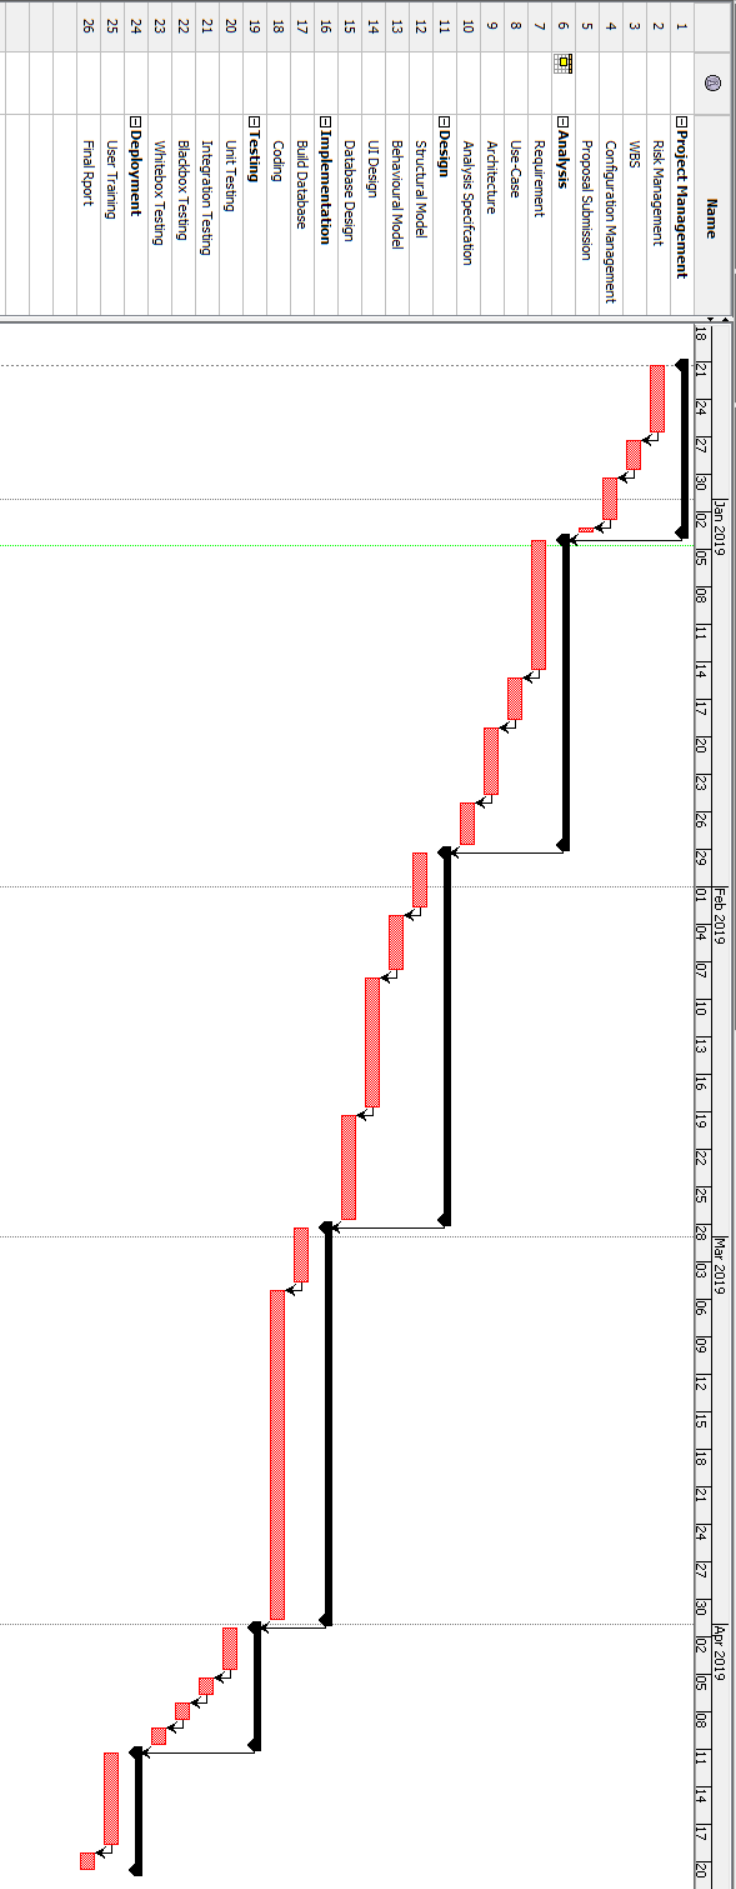 Name
18 21 24 27 30 02 05 08 11 14 17 20 23 26 29 01 04 07 10 13 16 19 22 25 28 03 06 09 12 15 18 21 24 27 30 02 05 08 11 14 17 20
Jan 2019 Feb 2019 Mar 2019 Apr 2019
1 Project Management
2 Risk Management
3 WBS
4 Configuration Management
5 Proposal Submission
6 Analysis
7 Requirement
8 Use-Case
9 Architecture
10 Analysis Specifcation
11 Design
12 Structural Model
13 Behavioural Model
14 UI Design
15 Database Design
16 Implementation
17 Build Database
18 Coding
19 Testing
20 Unit Testing
21 Integration Testing
22 Blackbox Testing
23 Whitebox Testing
24 Deployment
25 User Training
26 Final Rport